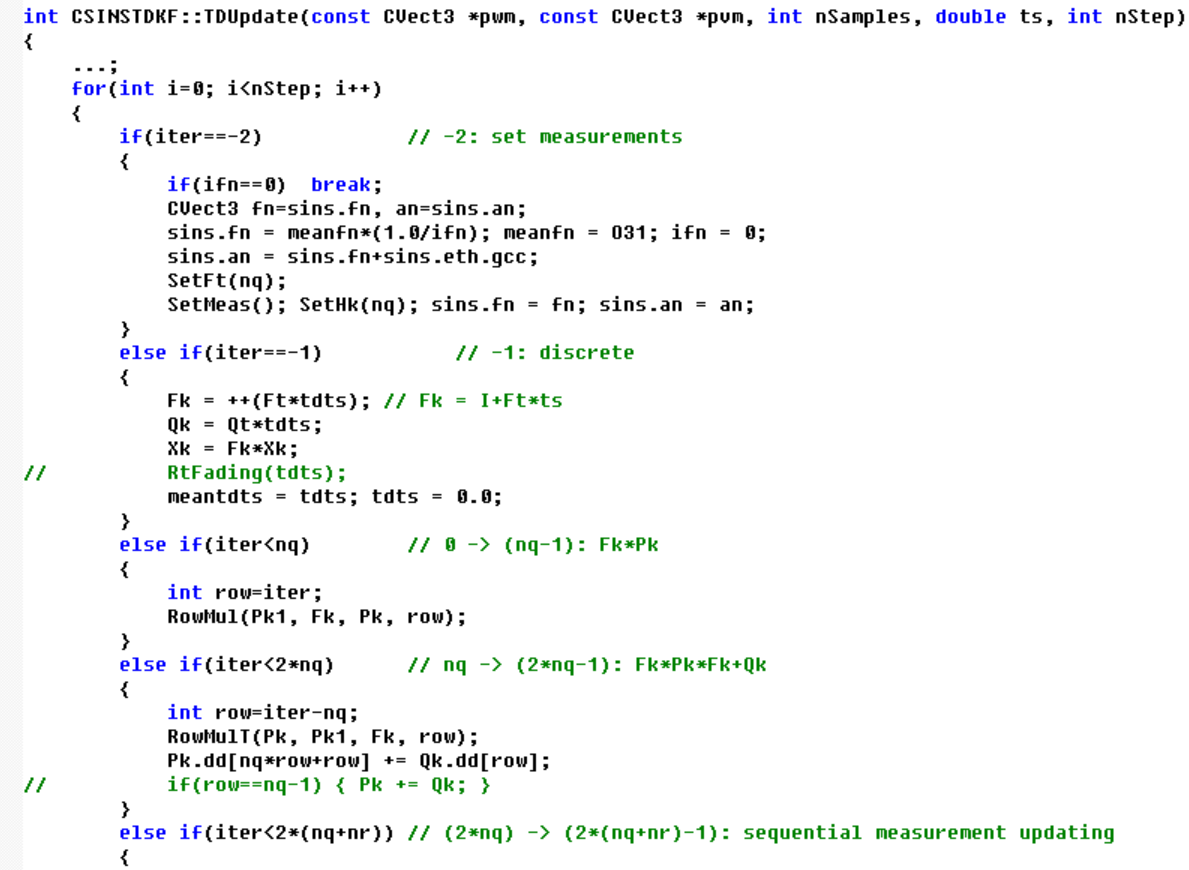 int CSINSTDKF::TDUpdate(const CVect3 *pwm, const CVect3 *pvm, int nSamples, double ts, int nStep)
{
    ...;
    for(int i=0; i<nStep; i++)
    {
        if(iter==-2)            // -2: set measurements
        {
            if(ifn==0)  break;
            CVect3 fn=sins.fn, an=sins.an;
            sins.fn = meanfn*(1.0/ifn); meanfn = O31; ifn = 0;
            sins.an = sins.fn+sins.eth.gcc;
            SetFt(nq);
            SetMeas(); SetHk(nq); sins.fn = fn; sins.an = an;
        }
        else if(iter==-1)           // -1: discrete
        {
            Fk = ++(Ft*tdts); // Fk = I+Ft*ts
            Qk = Qt*tdts;
            Xk = Fk*Xk;
//          RtFading(tdts);
            meantdts = tdts; tdts = 0.0;
        }
        else if(iter<nq)        // 0 -> (nq-1): Fk*Pk
        {
            int row=iter;
            RowMul(Pk1, Fk, Pk, row);
        }
        else if(iter<2*nq)      // nq -> (2*nq-1): Fk*Pk*Fk+Qk
        {
            int row=iter-nq;
            RowMulT(Pk, Pk1, Fk, row);
            Pk.dd[nq*row+row] += Qk.dd[row];
//          if(row==nq-1) { Pk += Qk; }
        }
        else if(iter<2*(nq+nr)) // (2*nq) -> (2*(nq+nr)-1): sequential measurement updating
        {